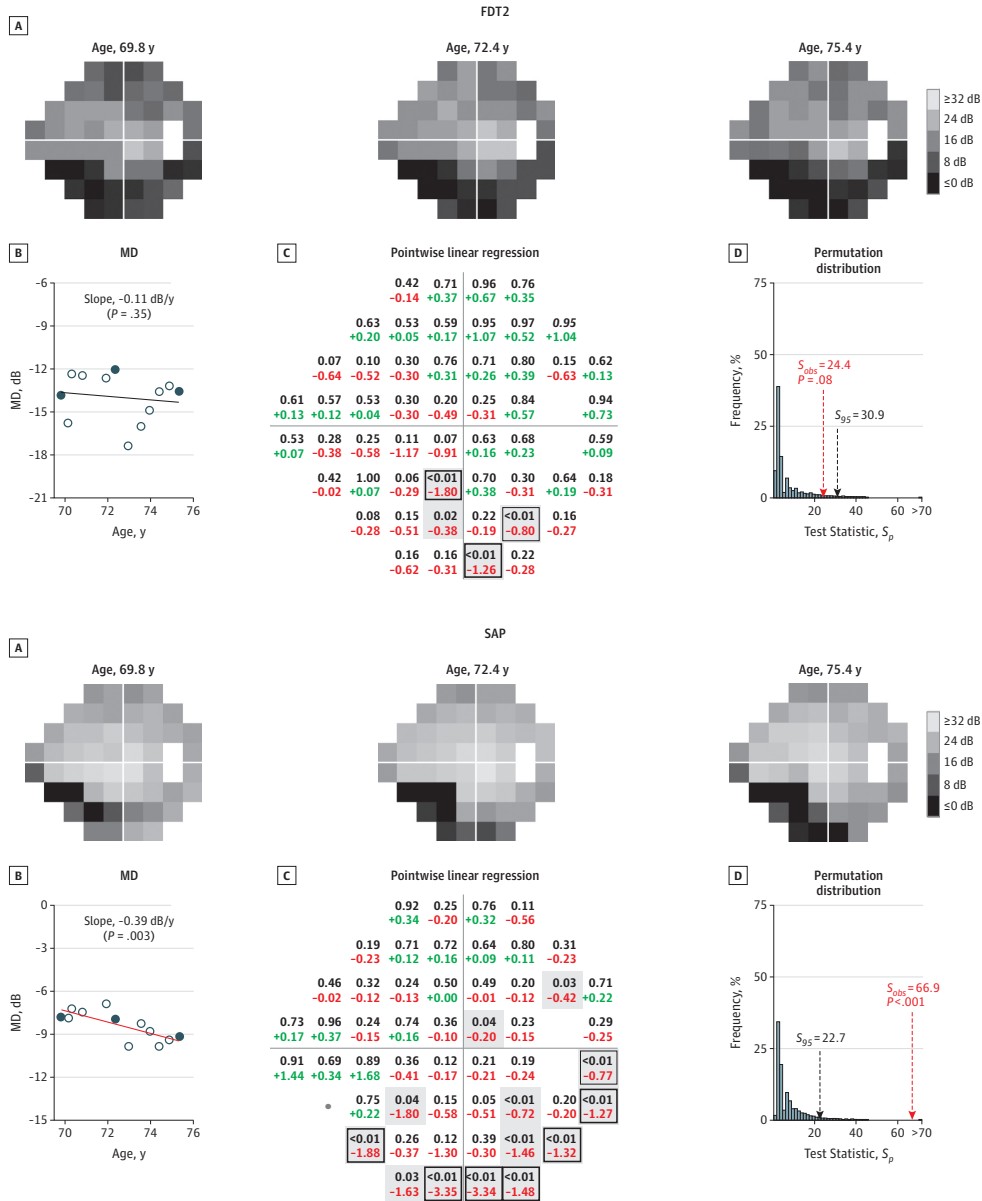 FDT2
A
Age, 69.8 y
Age, 72.4 y
Age, 75.4 y
≥32 dB
24 dB
16 dB
8 dB
≤0 dB
B
MD
C
Pointwise linear regression
D
Permutation
distribution
MD, dB
−6
−9
−12
−15
−18
−21
Slope, −0.11 dB/y
(P = .35)
70 72 74 76
Age, y
0.42 0.71 0.96 0.76
−0.14 +0.37 +0.67 +0.35
0.63 0.53 0.59 0.95 0.97 0.95
+0.20 +0.05 +0.17 +1.07 +0.52 +1.04
0.07 0.10 0.30 0.76 0.71 0.80 0.15 0.62
−0.64 −0.52 −0.30 +0.31 +0.26 +0.39 −0.63 +0.13
0.61 0.57 0.53 0.30 0.20 0.25 0.84 0.94
+0.13 +0.12 +0.04 −0.30 −0.49 −0.31 +0.57 +0.73
0.53 0.28 0.25 0.11 0.07 0.63 0.68 0.59
+0.07 −0.38 −0.58 −1.17 −0.91 +0.16 +0.23 +0.09
0.42 1.00 0.06 <0.01 0.70 0.30 0.64 0.18
−0.02 +0.07 −0.29 −1.80 +0.38 −0.31 +0.19 −0.31
0.08 0.15 0.02 0.22 <0.01 0.16
−0.28 −0.51 −0.38 −0.19 −0.80 −0.27
0.16 0.16 <0.01 0.22
−0.62 −0.31 −1.26 −0.28
Frequency, %
75
50
25
0
Sobs=24.4
P=.08
S95=30.9
20 40 60 >70
Test Statistic, Sp
SAP
A
Age, 69.8 y
Age, 72.4 y
Age, 75.4 y
≥32 dB
24 dB
16 dB
8 dB
≤0 dB
B
MD
C
Pointwise linear regression
D
Permutation
distribution
MD, dB
0
−3
−6
−9
−12
−15
Slope, −0.39 dB/y
(P = .003)
70 72 74 76
Age, y
0.92 0.25 0.76 0.11
+0.34 −0.20 +0.32 −0.56
0.19 0.71 0.72 0.64 0.80 0.31
−0.23 +0.12 +0.16 +0.09 +0.11 −0.23
0.46 0.32 0.24 0.50 0.49 0.20 0.03 0.71
−0.02 −0.12 −0.13 +0.00 −0.01 −0.12 −0.42 +0.22
0.73 0.96 0.24 0.74 0.36 0.04 0.23 0.29
+0.17 +0.37 −0.15 +0.16 −0.10 −0.20 −0.15 −0.25
0.91 0.69 0.89 0.36 0.12 0.21 0.19 <0.01
+1.44 +0.34 +1.68 −0.41 −0.17 −0.21 −0.24 −0.77
0.75 0.04 0.15 0.05 <0.01 0.20 <0.01
+0.22 −1.80 −0.58 −0.51 −0.72 −0.20 −1.27
<0.01 0.26 0.12 0.39 <0.01 <0.01
−1.88 −0.37 −1.30 −0.30 −1.46 −1.32
0.03 <0.01 <0.01 <0.01
−1.63 −3.35 −3.34 −1.48
Frequency, %
75
50
25
0
Sobs=66.9
P<.001
S95=22.7
20 40 60 >70
Test Statistic, Sp